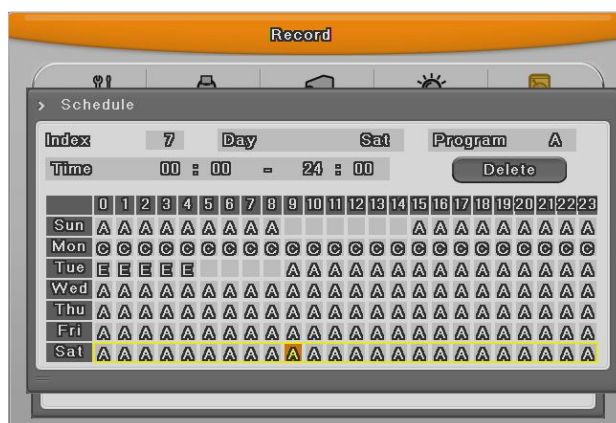 Record
Schedule
Index 7 Day Sat Program A
Time 00 : 00 - 24 : 00 Delete
0 1 2 3 4 5 6 7 8 9 10 11 12 13 14 15 16 17 18 19 20 21 22 23
Sun A A A A A A A A A A A A A A A A A A
Mon C C C C C C C C C C C C C C C C C C C C C C C C
Tue E E E E E A A A A A A A A A A A A A A A
Wed A A A A A A A A A A A A A A A A A A A A A A A A
Thu A A A A A A A A A A A A A A A A A A A A A A A A
Fri A A A A A A A A A A A A A A A A A A A A A A A A
Sat A A A A A A A A A A A A A A A A A A A A A A A A